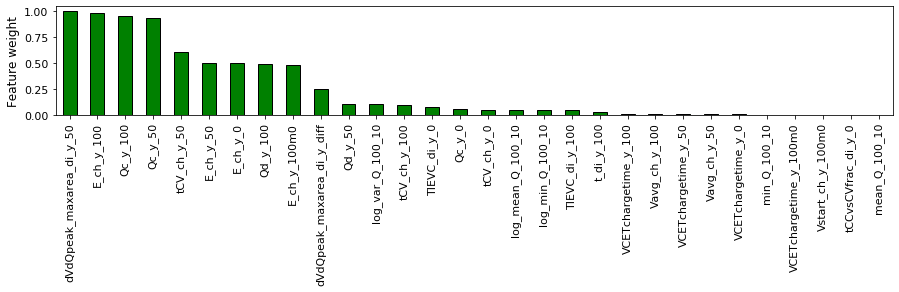 Feature weight
1.00
0.75
0.50
0.25
0.00
dVdQpeak_maxarea_di_y_50
E_ch_y_100
Qc_y_100
Qc_y_50
tCV_ch_y_50
E_ch_y_50
E_ch_y_0
Qd_y_100
E_ch_y_100m0
dVdQpeak_maxarea_di_y_diff
Qd_y_50
log_var_Q_100_10
tCV_ch_y_100
TIEVC_di_y_0
Qc_y_0
tCV_ch_y_0
log_mean_Q_100_10
log_min_Q_100_10
TIEVC_di_y_100
t_di_y_100
VCETchargetime_y_100
Vavg_ch_y_100
VCETchargetime_y_50
Vavg_ch_y_50
VCETchargetime_y_0
min_Q_100_10
VCETchargetime_y_100m0
Vstart_ch_y_100m0
tCCvsCVfrac_di_y_0
mean_Q_100_10